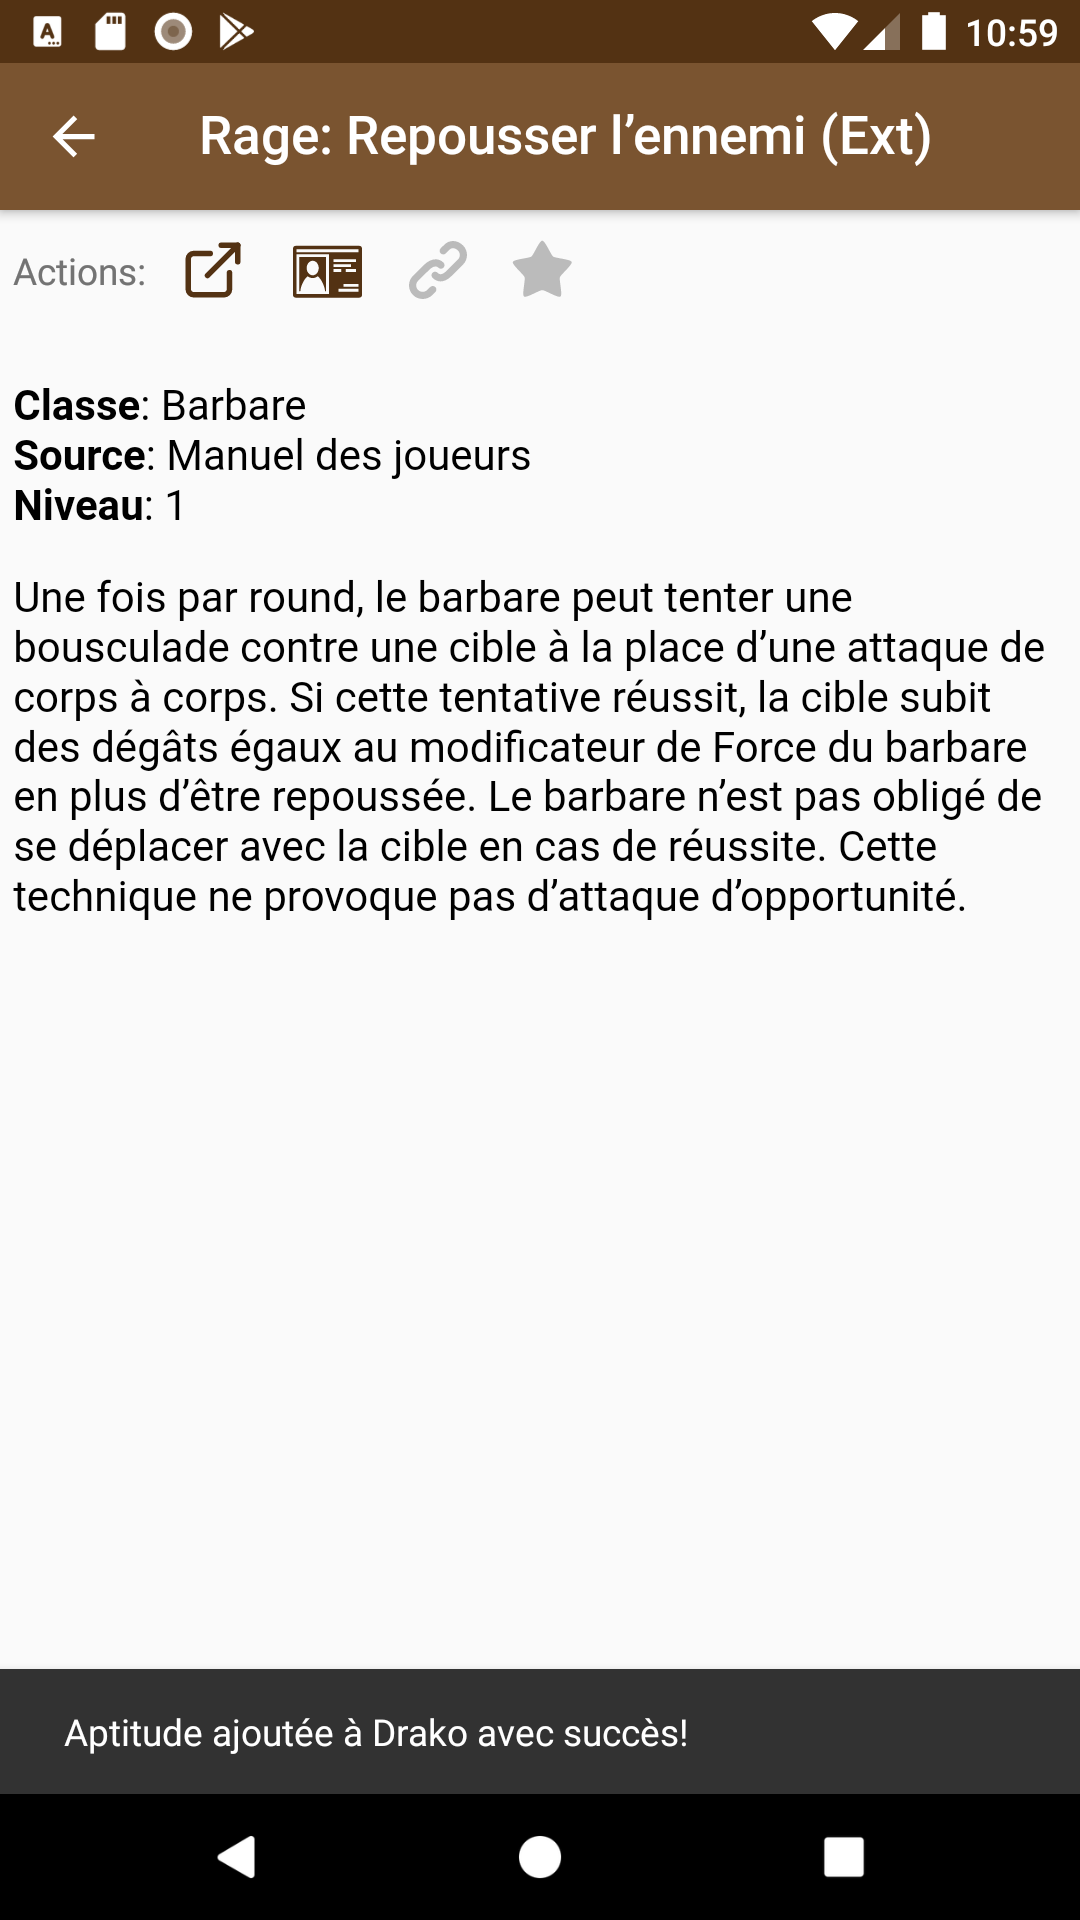 10:59
Rage: Repousser l’ennemi (Ext)
Actions:
Classe: Barbare
Source: Manuel des joueurs
Niveau: 1
Une fois par round, le barbare peut tenter une
bousculade contre une cible à la place d’une attaque de
corps à corps. Si cette tentative réussit, la cible subit
des dégâts égaux au modificateur de Force du barbare
en plus d’être repoussée. Le barbare n’est pas obligé de
se déplacer avec la cible en cas de réussite. Cette
technique ne provoque pas d’attaque d’opportunité.
Aptitude ajoutée à Drako avec succès!